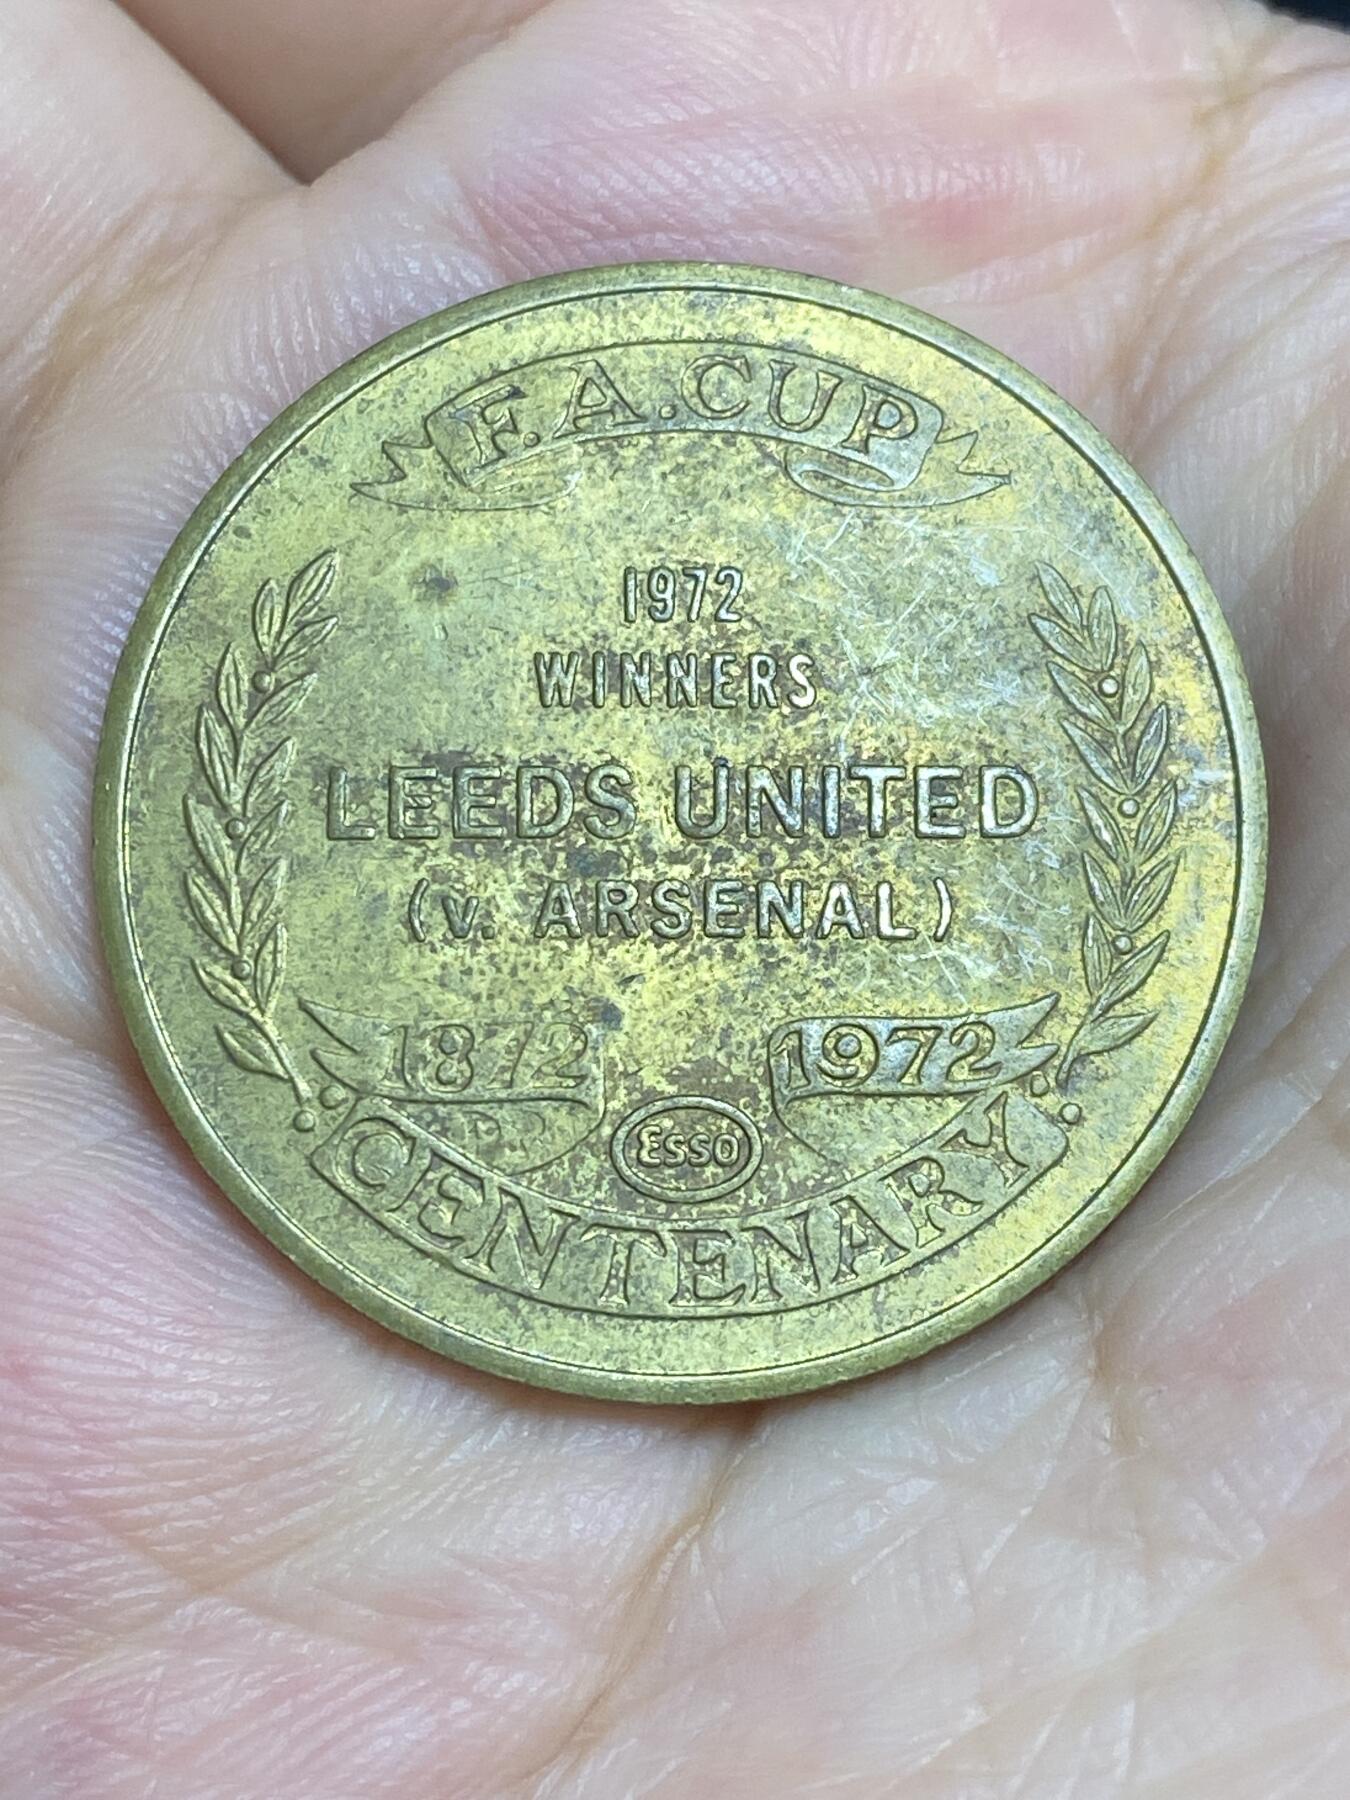 F.A.CUP
1972
WINNERS
LEEDS UNITED
(v. ARSENAL)
1872 1972
Esso
CENTENARY